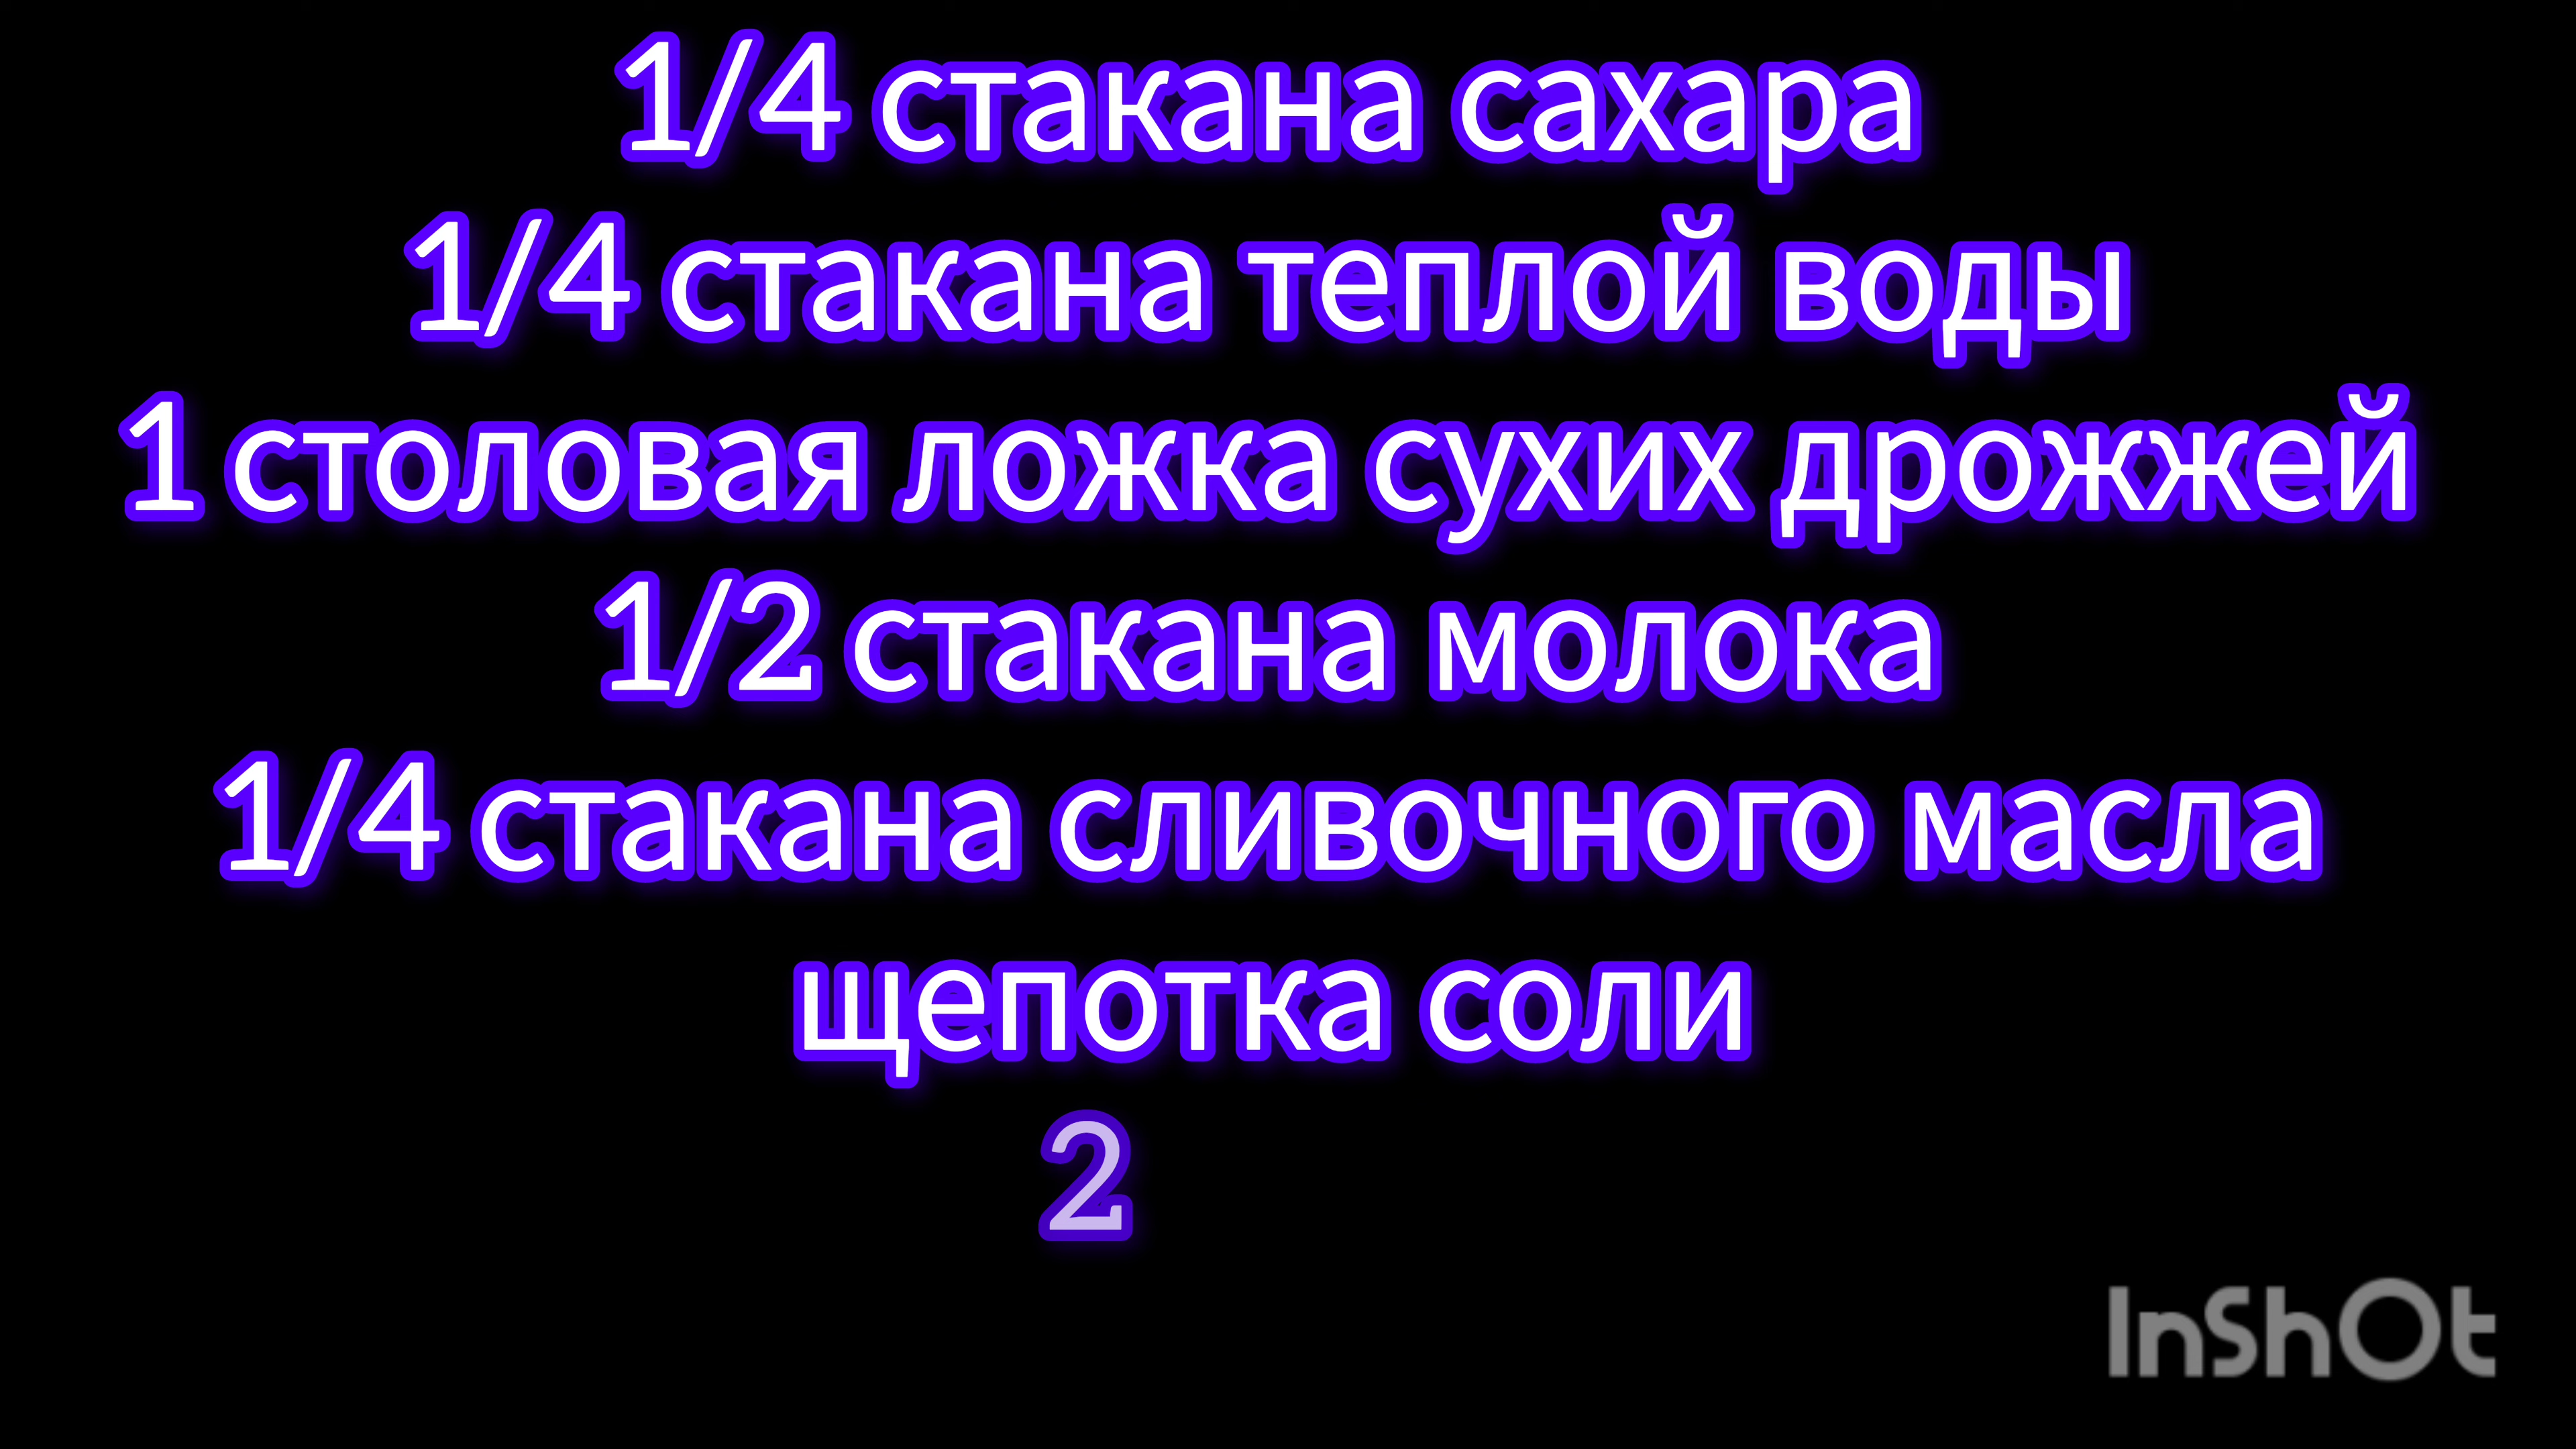 1/4 стакана сахара
1/4 стакана теплой воды
1 столовая ложка сухих дрожжей
1/2 стакана молока
1/4 стакана сливочного масла
щепотка соли
2
InShOt